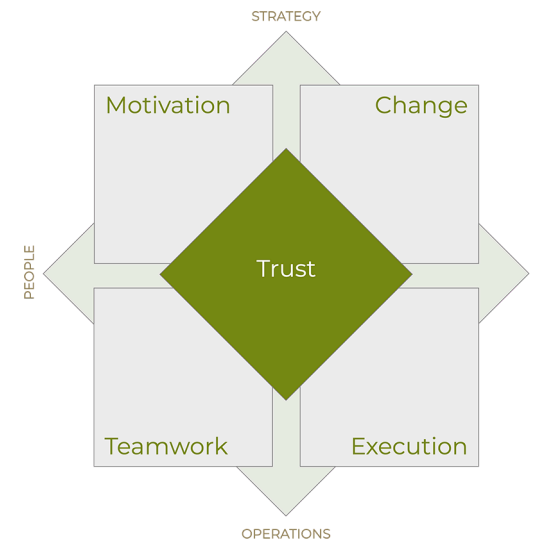 STRATEGY
Motivation
Change
PEOPLE
Trust
Teamwork
Execution
OPERATIONS